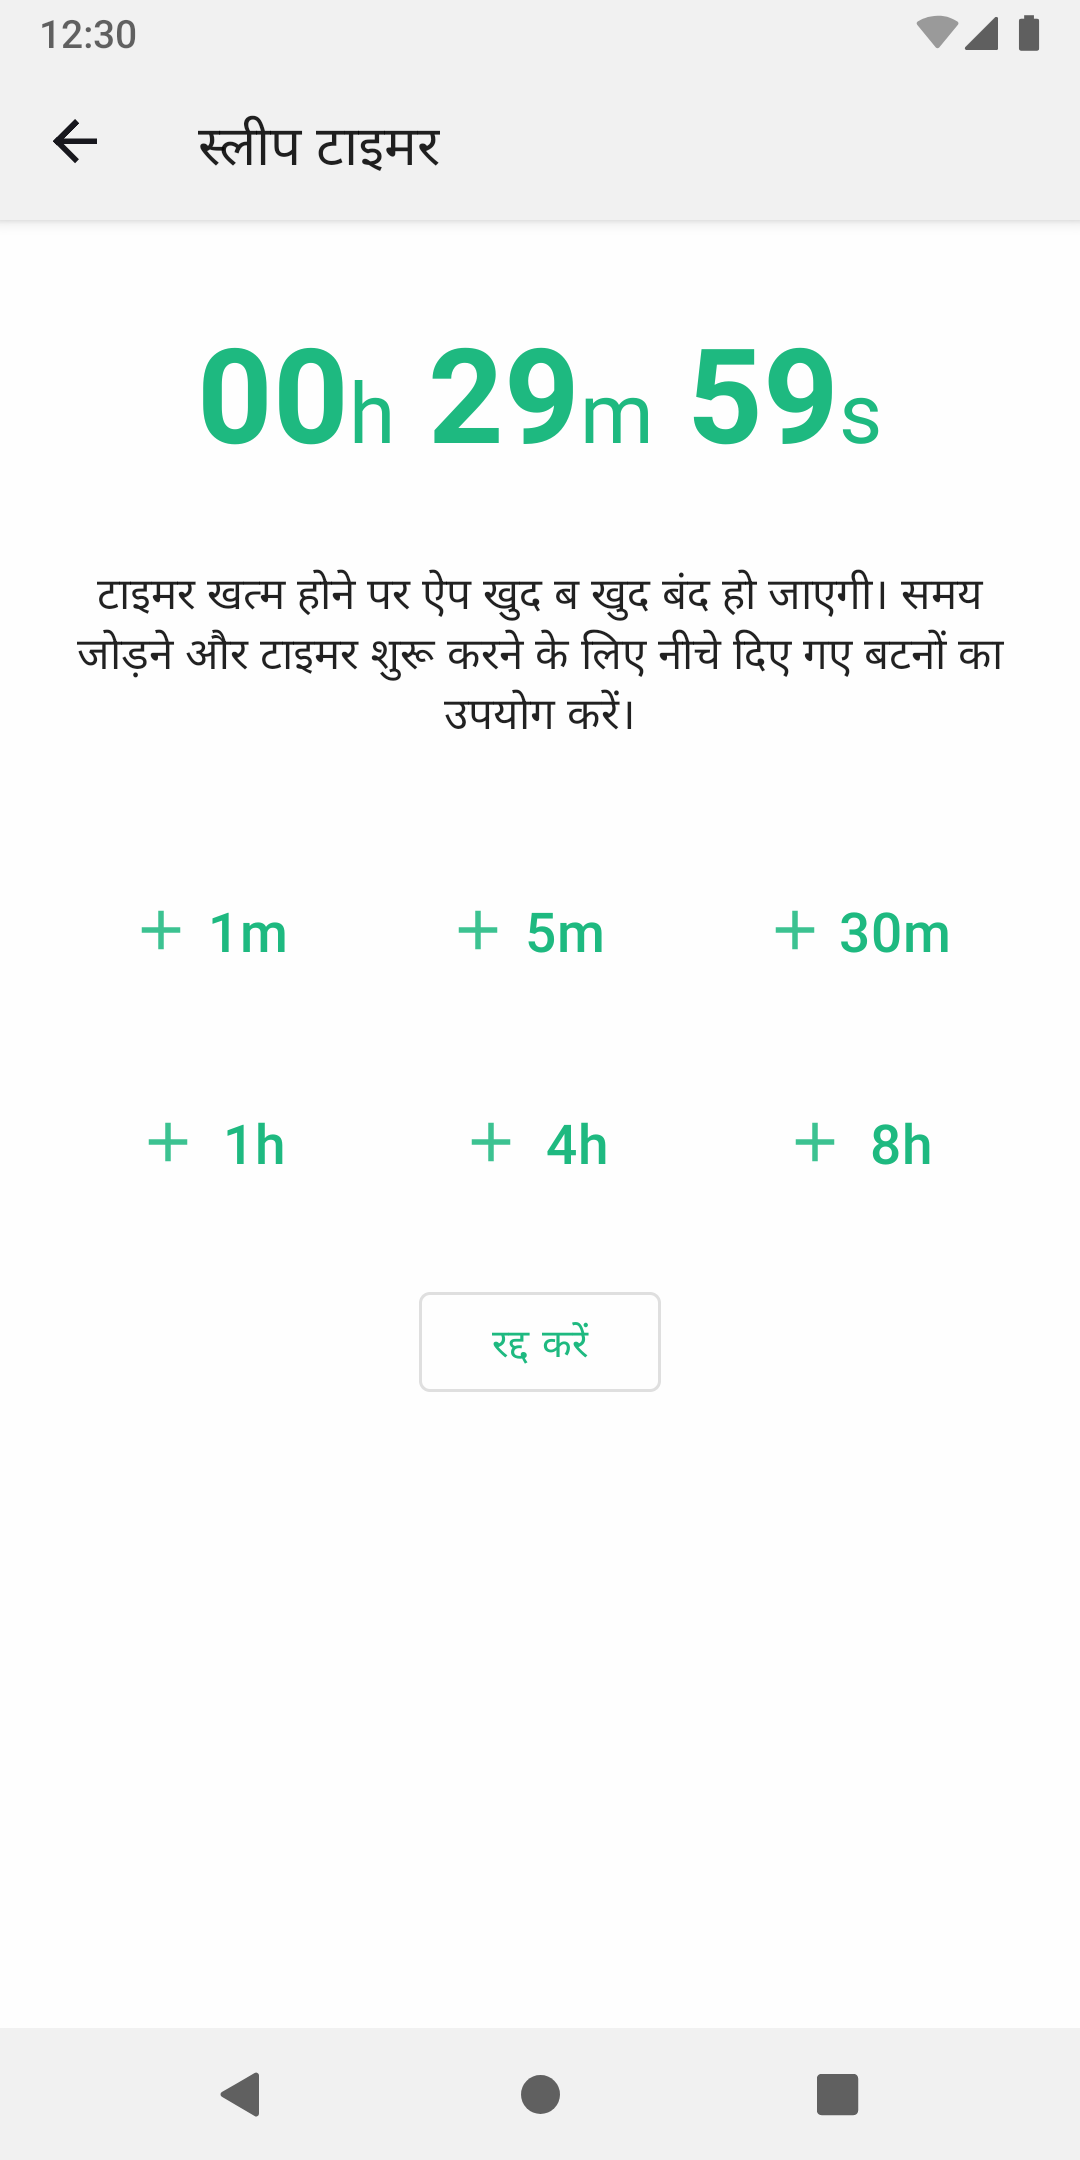 12:30
स्लीप टाइमर
00h 29m 59s
टाइमर खत्म होने पर ऐप खुद ब खुद बंद हो जाएगी। समय
जोड़ने और टाइमर शुरू करने के लिए नीचे दिए गए बटनों का
उपयोग करें।
+ 1m + 5m + 30m
+ 1h + 4h + 8h
रद्द करें